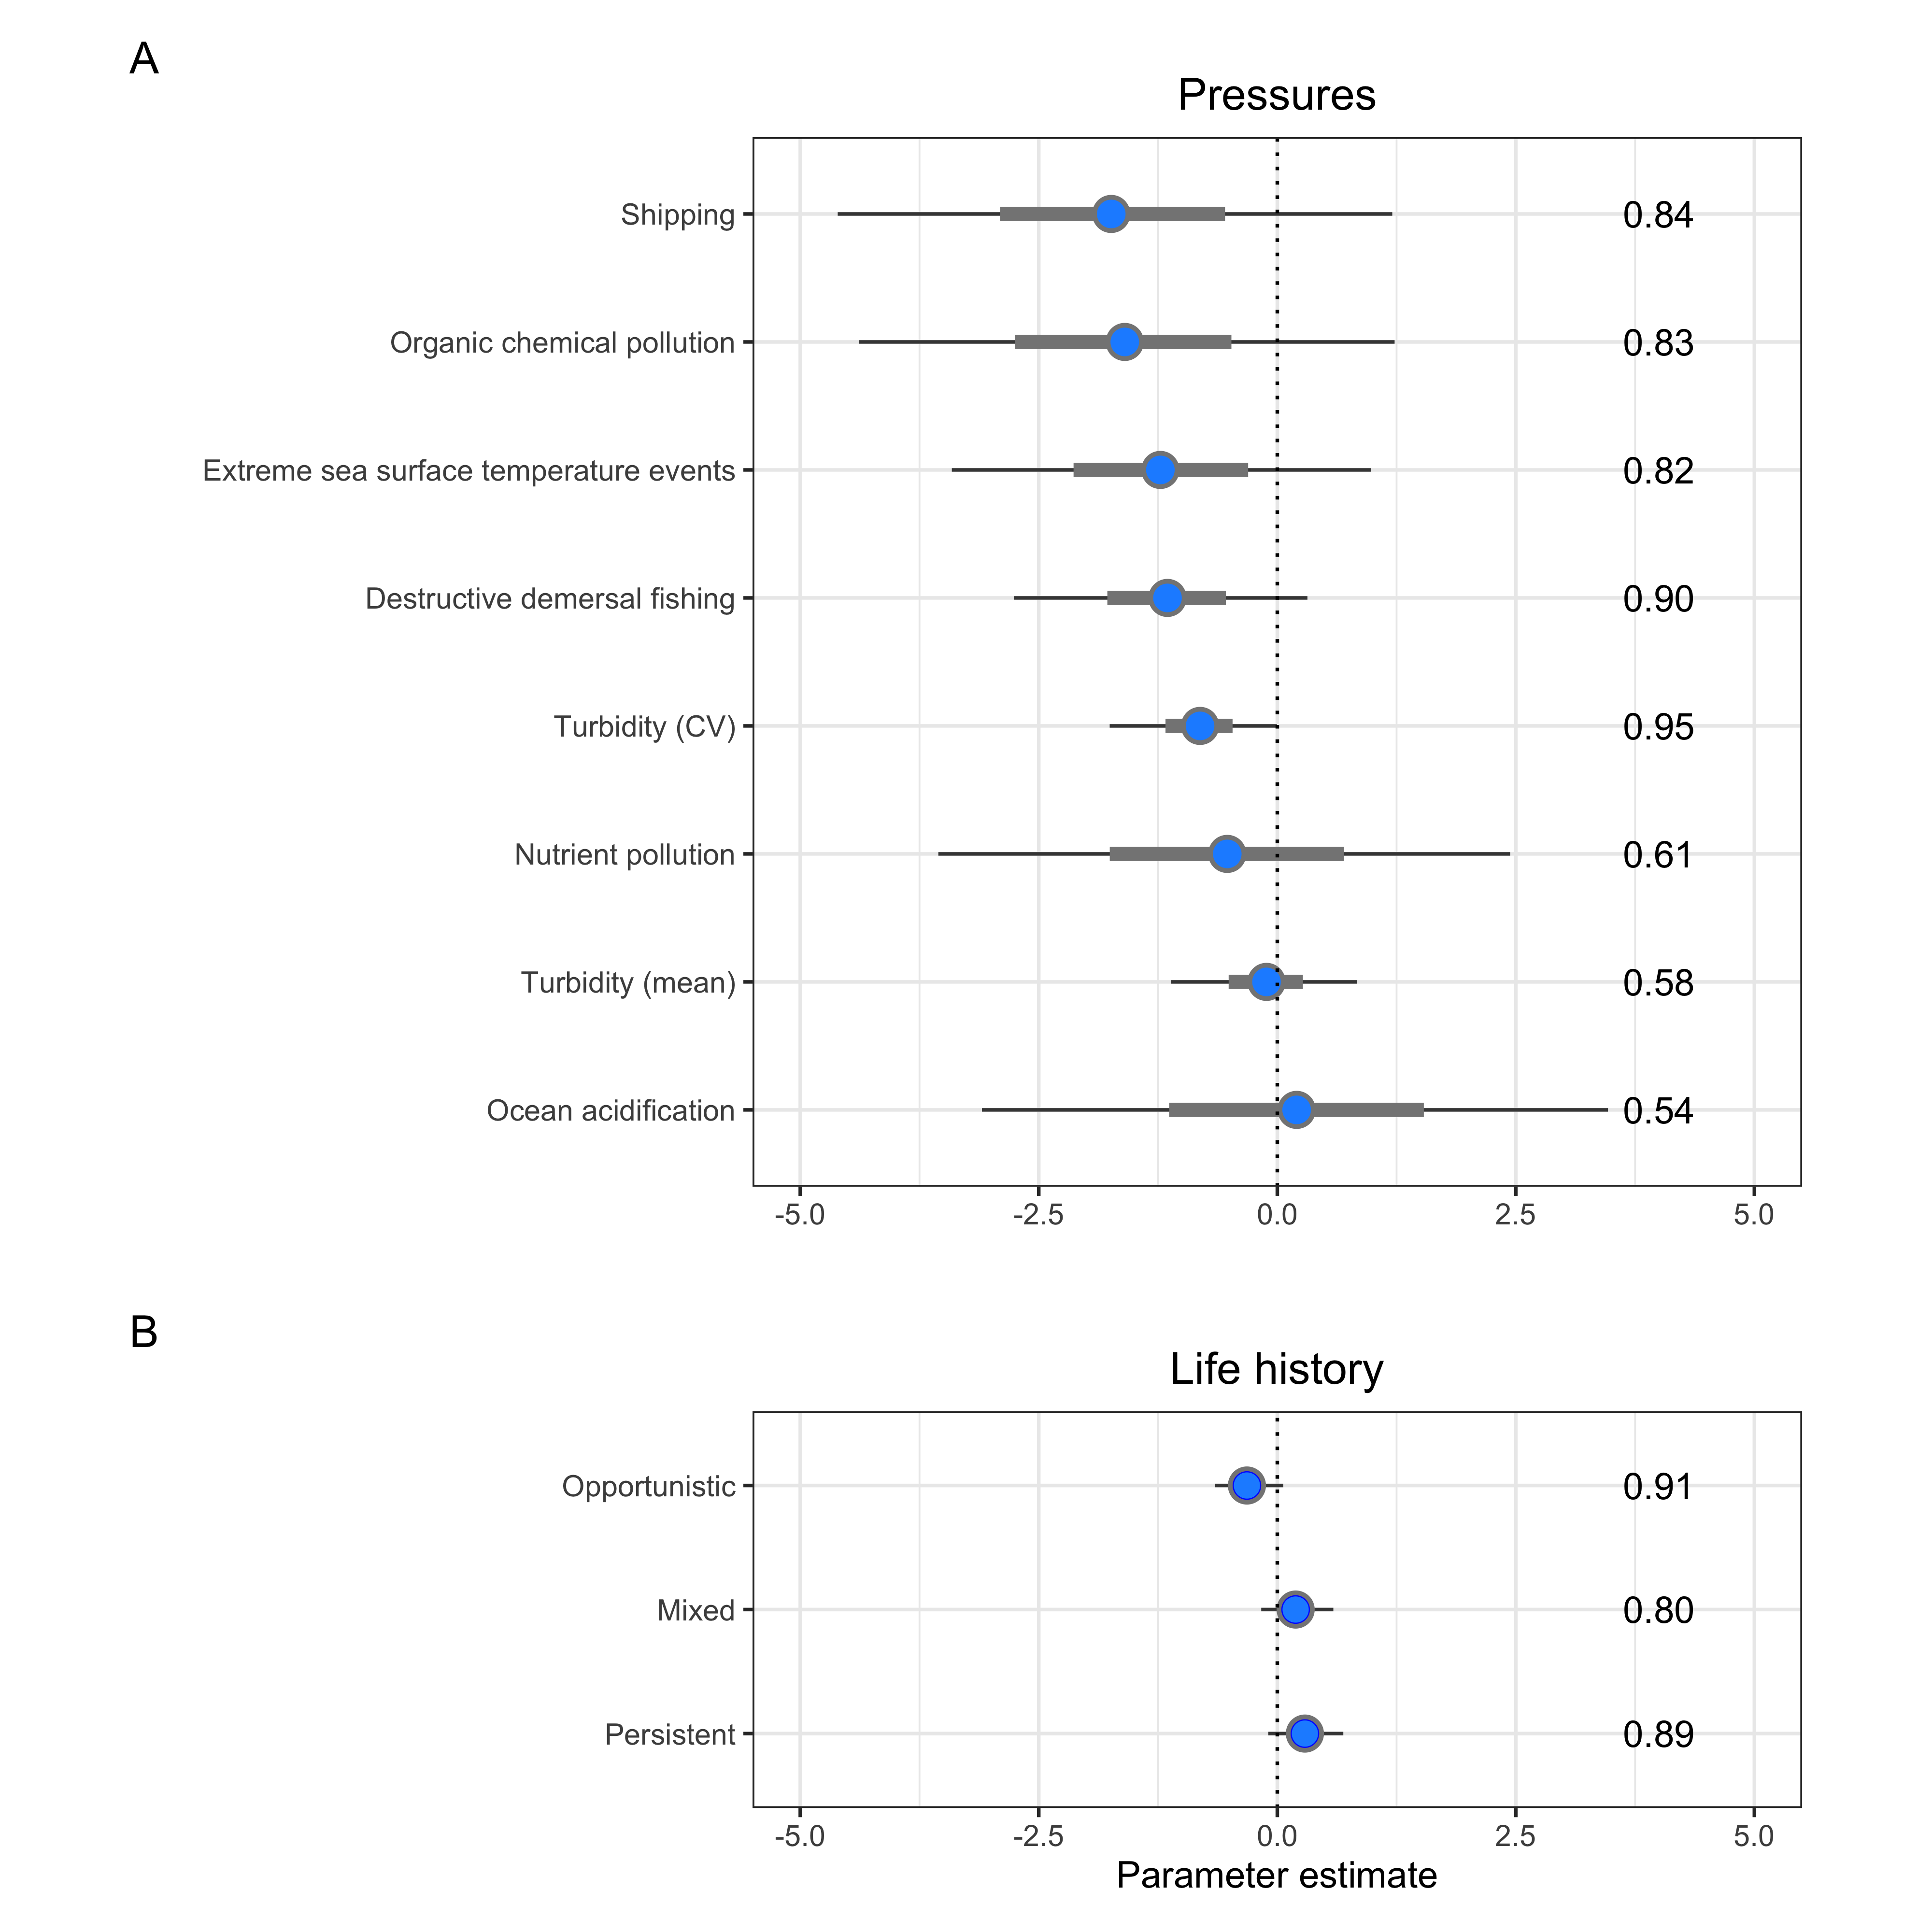 A
Pressures
Shipping 0.84
Organic chemical pollution 0.83
Extreme sea surface temperature events 0.82
Destructive demersal fishing 0.90
Turbidity (CV) 0.95
Nutrient pollution 0.61
Turbidity (mean) 0.58
Ocean acidification 0.54
-5.0 -2.5 0.0 2.5 5.0
B
Life history
Opportunistic 0.91
Mixed 0.80
Persistent 0.89
-5.0 -2.5 0.0 2.5 5.0
Parameter estimate